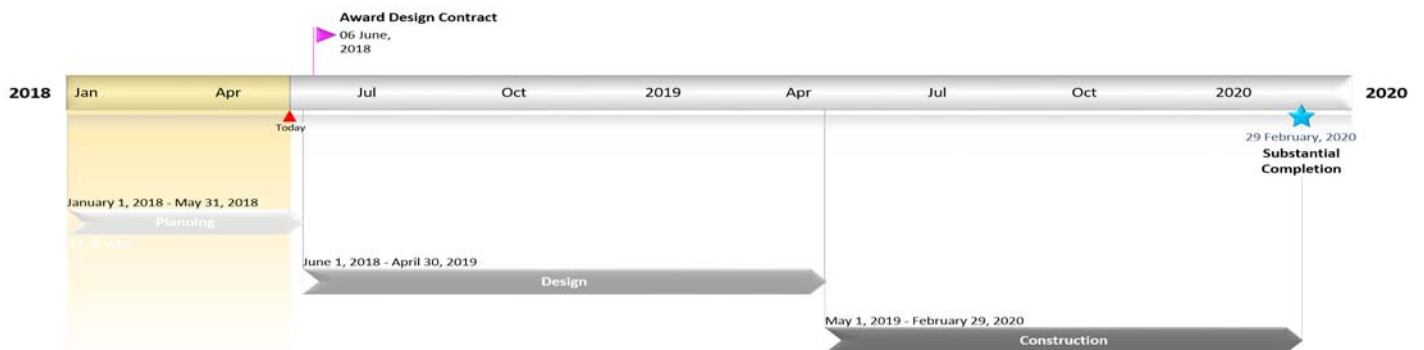 Award Design Contract
06 June,
2018
2018 Jan Apr Jul Oct 2019 Apr Jul Oct 2020 2020
Today
29 February, 2020
Substantial
Completion
January 1, 2018 - May 31, 2018
Planning
June 1, 2018 - April 30, 2019
Design
May 1, 2019 - February 29, 2020
Construction